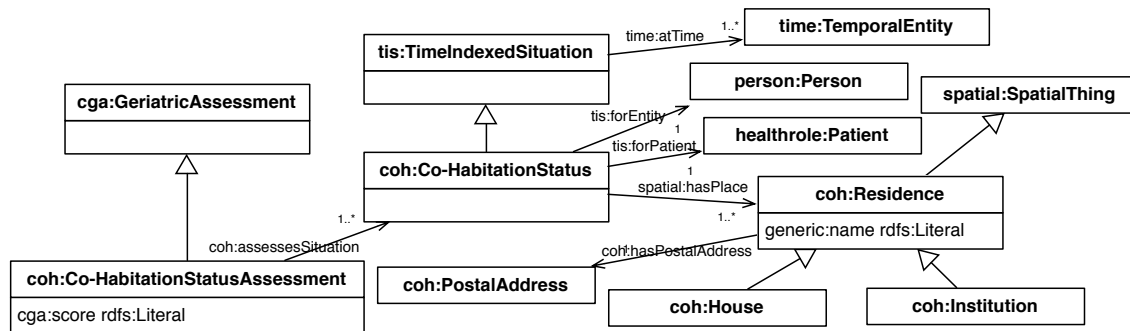 time:TemporalEntity
1..*
time:atTime
tis:TimeIndexedSituation
person:Person
cga:GeriatricAssessment
spatial:SpatialThing
tis:forEntity
1
healthrole:Patient
tis:forPatient
1
coh:Co-HabitationStatus
spatial:hasPlace
coh:Residence
1..*
1..*
generic:name rdfs:Literal
coh:assessesSituation
coh:hasPostalAddress
1
coh:Co-HabitationStatusAssessment
coh:PostalAddress
coh:House
coh:Institution
cga:score rdfs:Literal